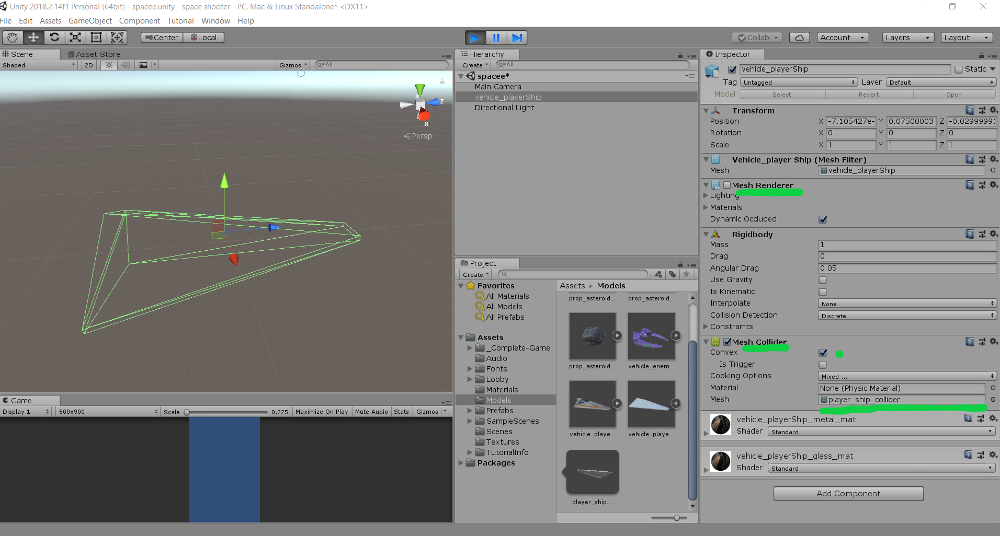 Unity 2018.2.14f1 Personal (64bit) - spacee.unity - space shooter - PC, Mac & Linux Standalone* <DX11>
File Edit Assets GameObject Component Tutorial Window Help
Center Local Collab Account Layers Layout
Scene Asset Store
Shaded 2D Gizmos All
z
x
Persp
Game
Display 1 600x900 Scale 0.225 Maximize On Play Mute Audio Stats Gizmos
Hierarchy
Create All
spacee*
Main Camera
vehicle_playerShip
Directional Light
Project
Create
Favorites
All Materials
All Models
All Prefabs
Assets
_Complete-Game
Audio
Fonts
Lobby
Materials
Models
Prefabs
SampleScenes
Scenes
Textures
TutorialInfo
Packages
Assets Models
prop_asteroid... prop_asteroid...
prop_asteroid... vehicle_enem...
vehicle_playe... vehicle_playe...
player_ship...
Inspector
vehicle_playerShip Static
Tag Untagged Layer Default
Model Select Revert Open
Transform
Position X -7.105427e- Y 0.07500003 Z -0.02999991
Rotation X 0 Y 0 Z 0
Scale X 1 Y 1 Z 1
Vehicle_player Ship (Mesh Filter)
Mesh vehicle_playerShip
Mesh Renderer
Lighting
Materials
Dynamic Occluded
Rigidbody
Mass 1
Drag 0
Angular Drag 0.05
Use Gravity
Is Kinematic
Interpolate None
Collision Detection Discrete
Constraints
Mesh Collider
Convex
Is Trigger
Cooking Options Mixed ...
Material None (Physic Material)
Mesh player_ship_collider
vehicle_playerShip_metal_mat
Shader Standard
vehicle_playerShip_glass_mat
Shader Standard
Add Component